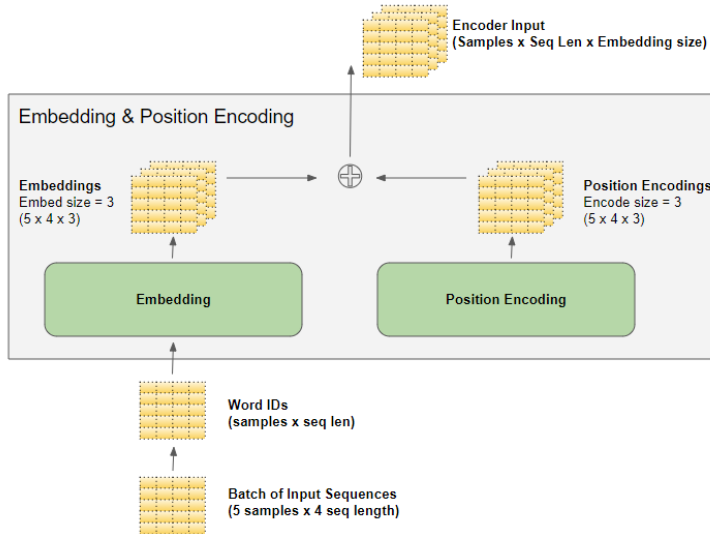 Encoder Input
(Samples x Seq Len x Embedding size)
Embedding & Position Encoding
Embeddings
Embed size = 3
(5 x 4 x 3)
Position Encodings
Encode size = 3
(5 x 4 x 3)
Embedding
Position Encoding
Word IDs
(samples x seq len)
Batch of Input Sequences
(5 samples x 4 seq length)